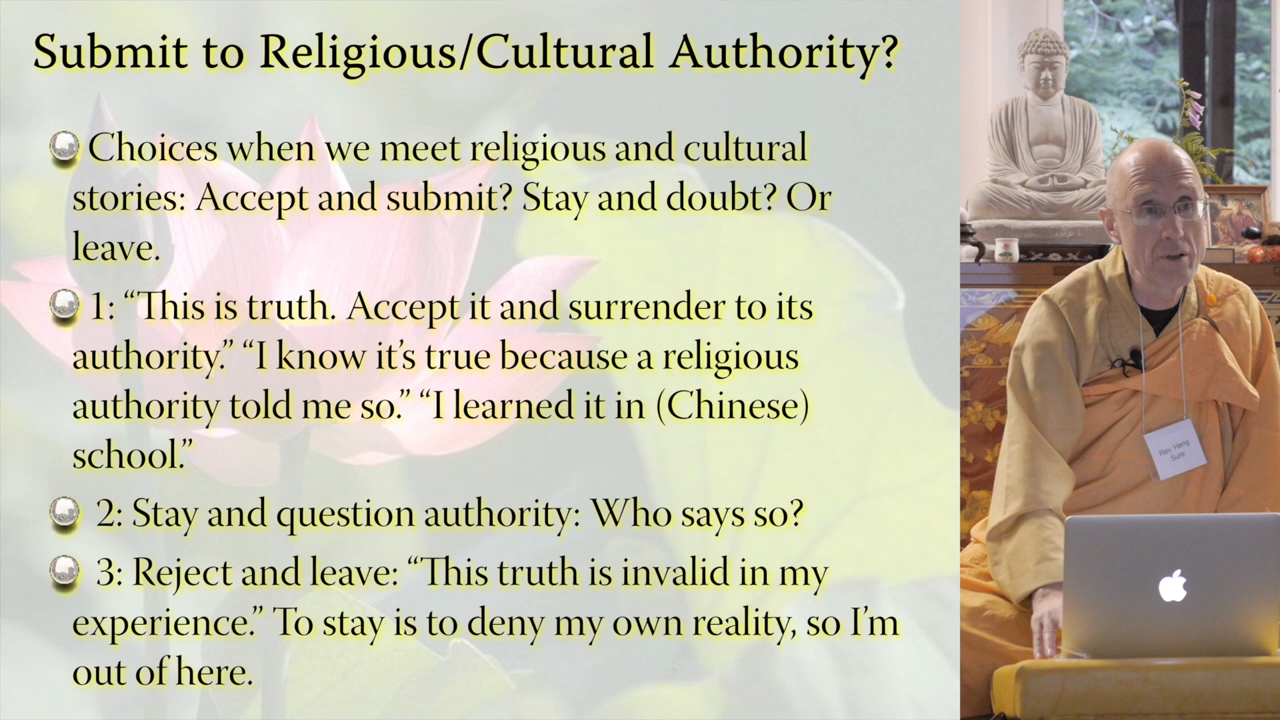 Submit to Religious/Cultural Authority?
Choices when we meet religious and cultural
stories: Accept and submit? Stay and doubt? Or
leave.
1: “This is truth. Accept it and surrender to its
authority.” “I know it’s true because a religious
authority told me so.” “I learned it in (Chinese)
school.”
2: Stay and question authority: Who says so?
3: Reject and leave: “This truth is invalid in my
experience.” To stay is to deny my own reality, so I’m
out of here.
Rev. Heng
Sure